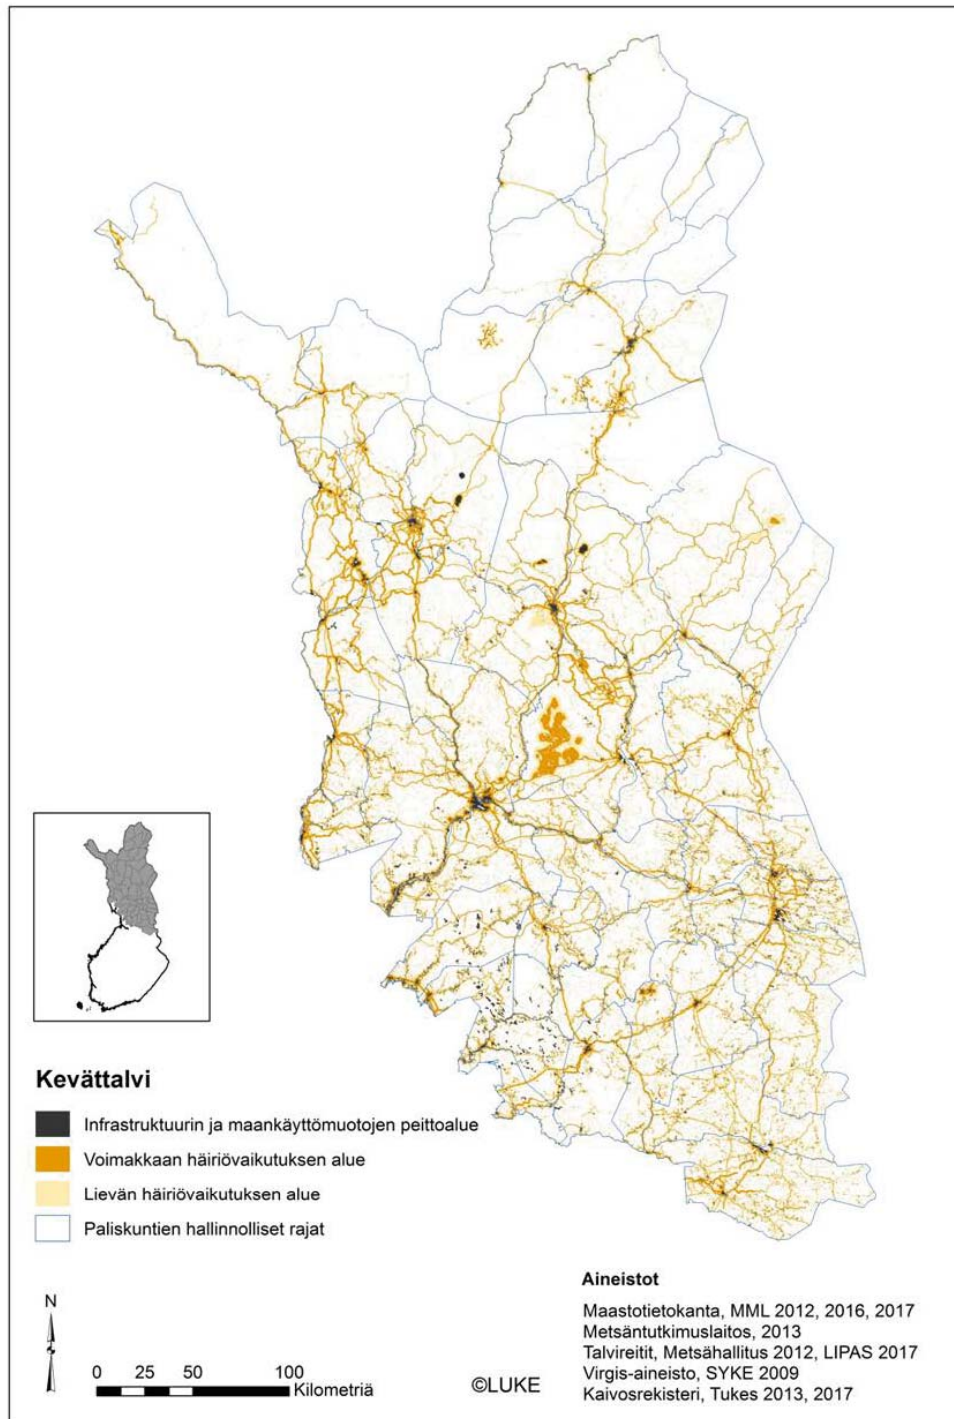 Kevättalvi
Infrastruktuurin ja maankäyttömuotojen peittoalue
Voimakkaan häiriövaikutuksen alue
Lievän häiriövaikutuksen alue
Paliskuntien hallinnolliset rajat
N
0 25 50 100
Kilometriä
©LUKE
Aineistot
Maastotietokanta, MML 2012, 2016, 2017
Metsäntutkimuslaitos, 2013
Talvireitit, Metsähallitus 2012, LIPAS 2017
Virgis-aineisto, SYKE 2009
Kaivosrekisteri, Tukes 2013, 2017